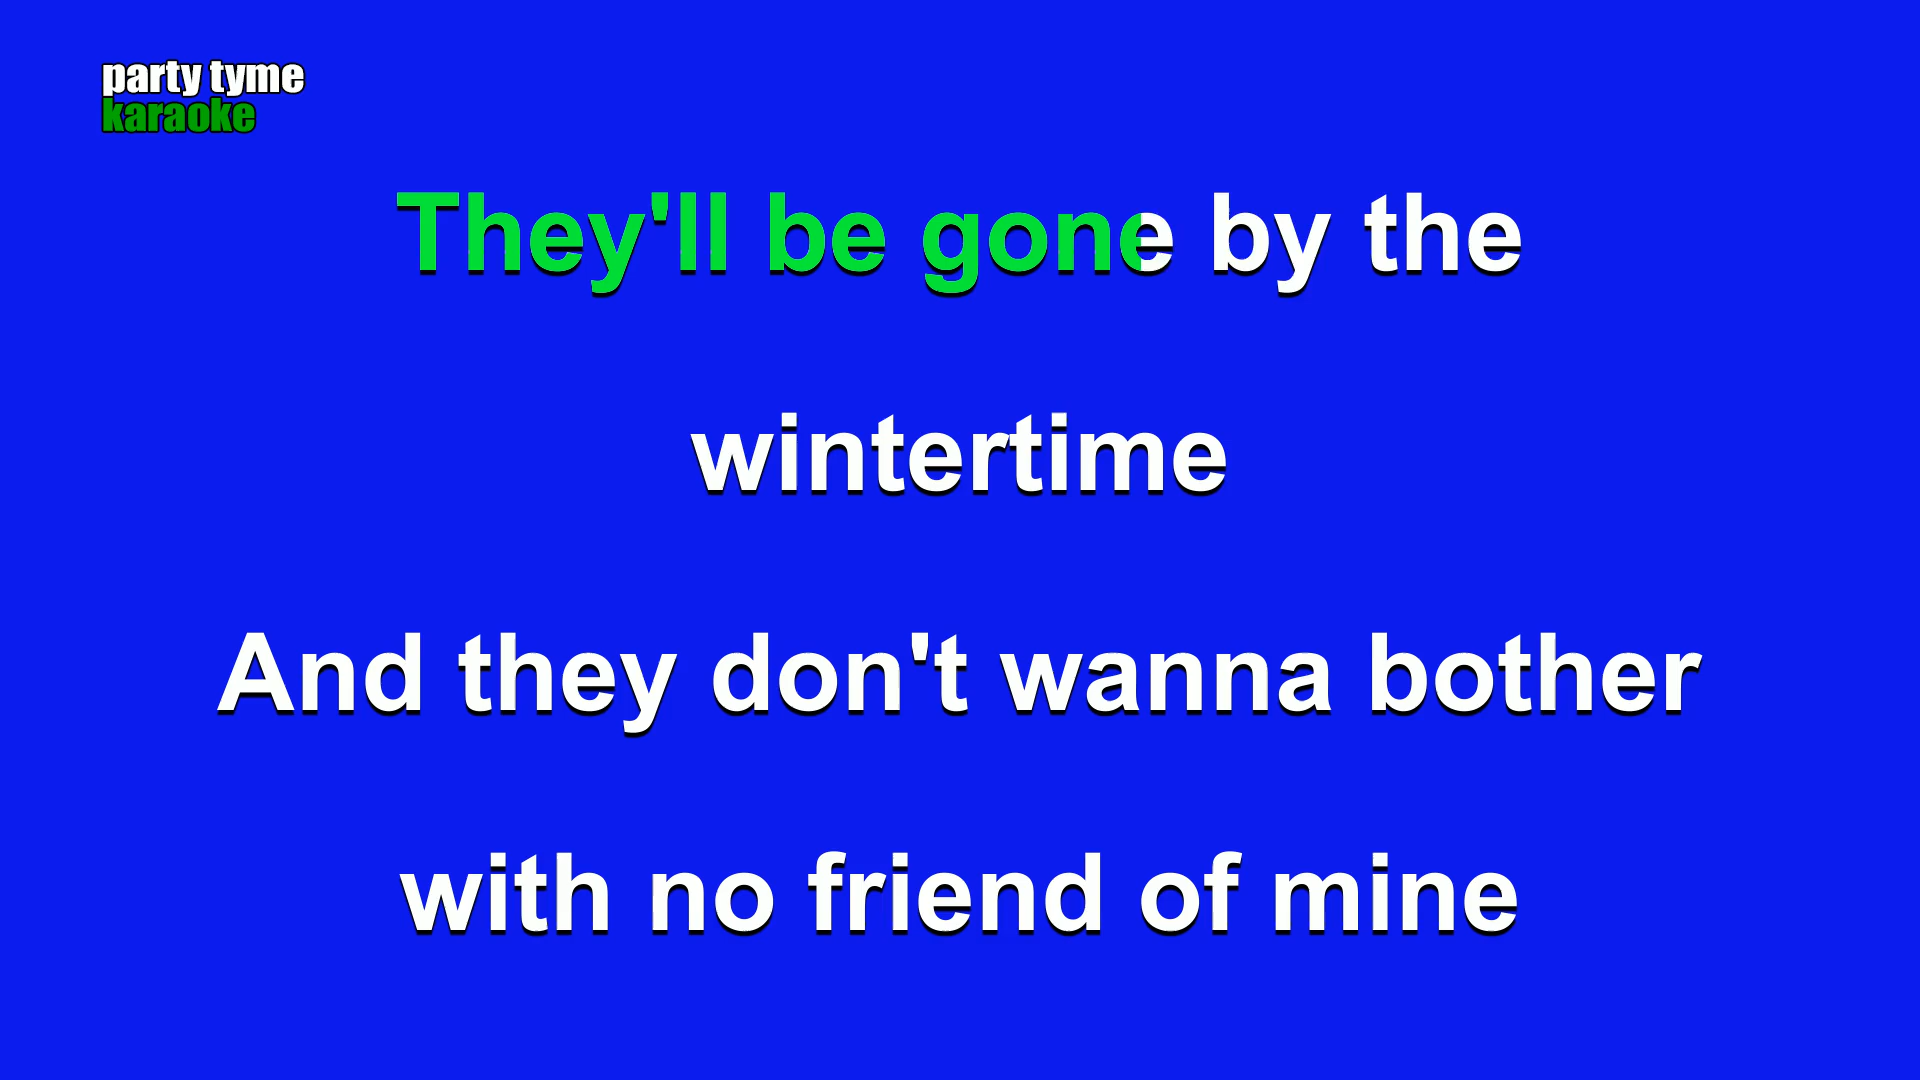 party tyme
karaoke
They'll be gone by the
wintertime
And they don't wanna bother
with no friend of mine